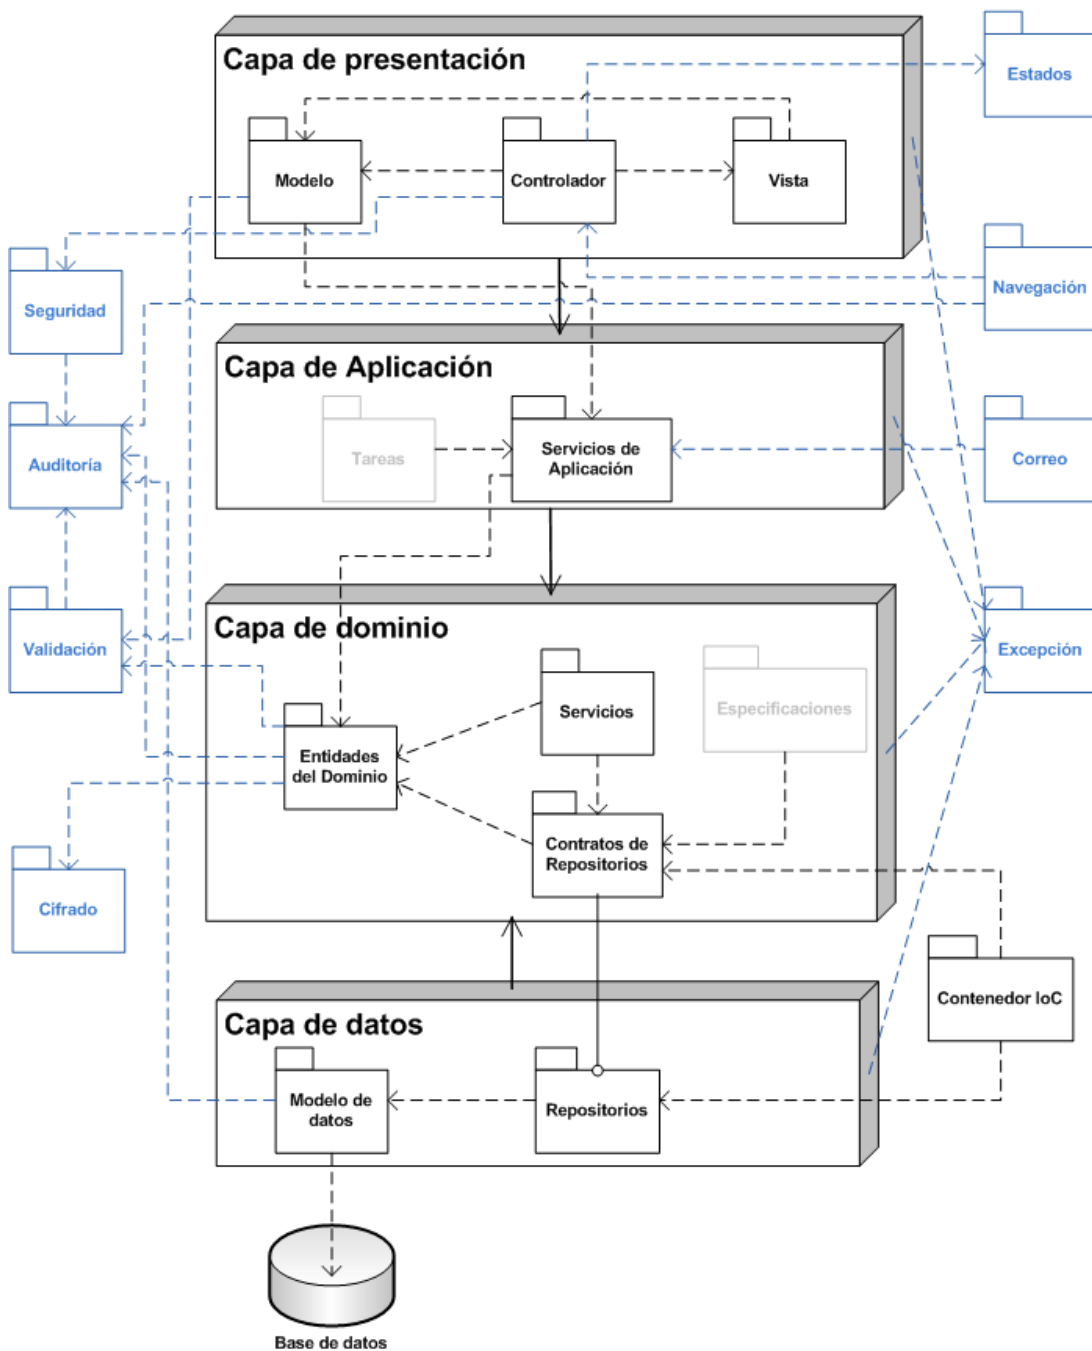 Capa de presentación
Estados
Modelo
Controlador
Vista
Seguridad
Navegación
Capa de Aplicación
Tareas
Servicios de
Aplicación
Auditoría
Correo
Capa de dominio
Validación
Excepción
Servicios
Especificaciones
Entidades
del Dominio
Contratos de
Repositorios
Cifrado
Contenedor IoC
Capa de datos
Modelo de
datos
Repositorios
Base de datos